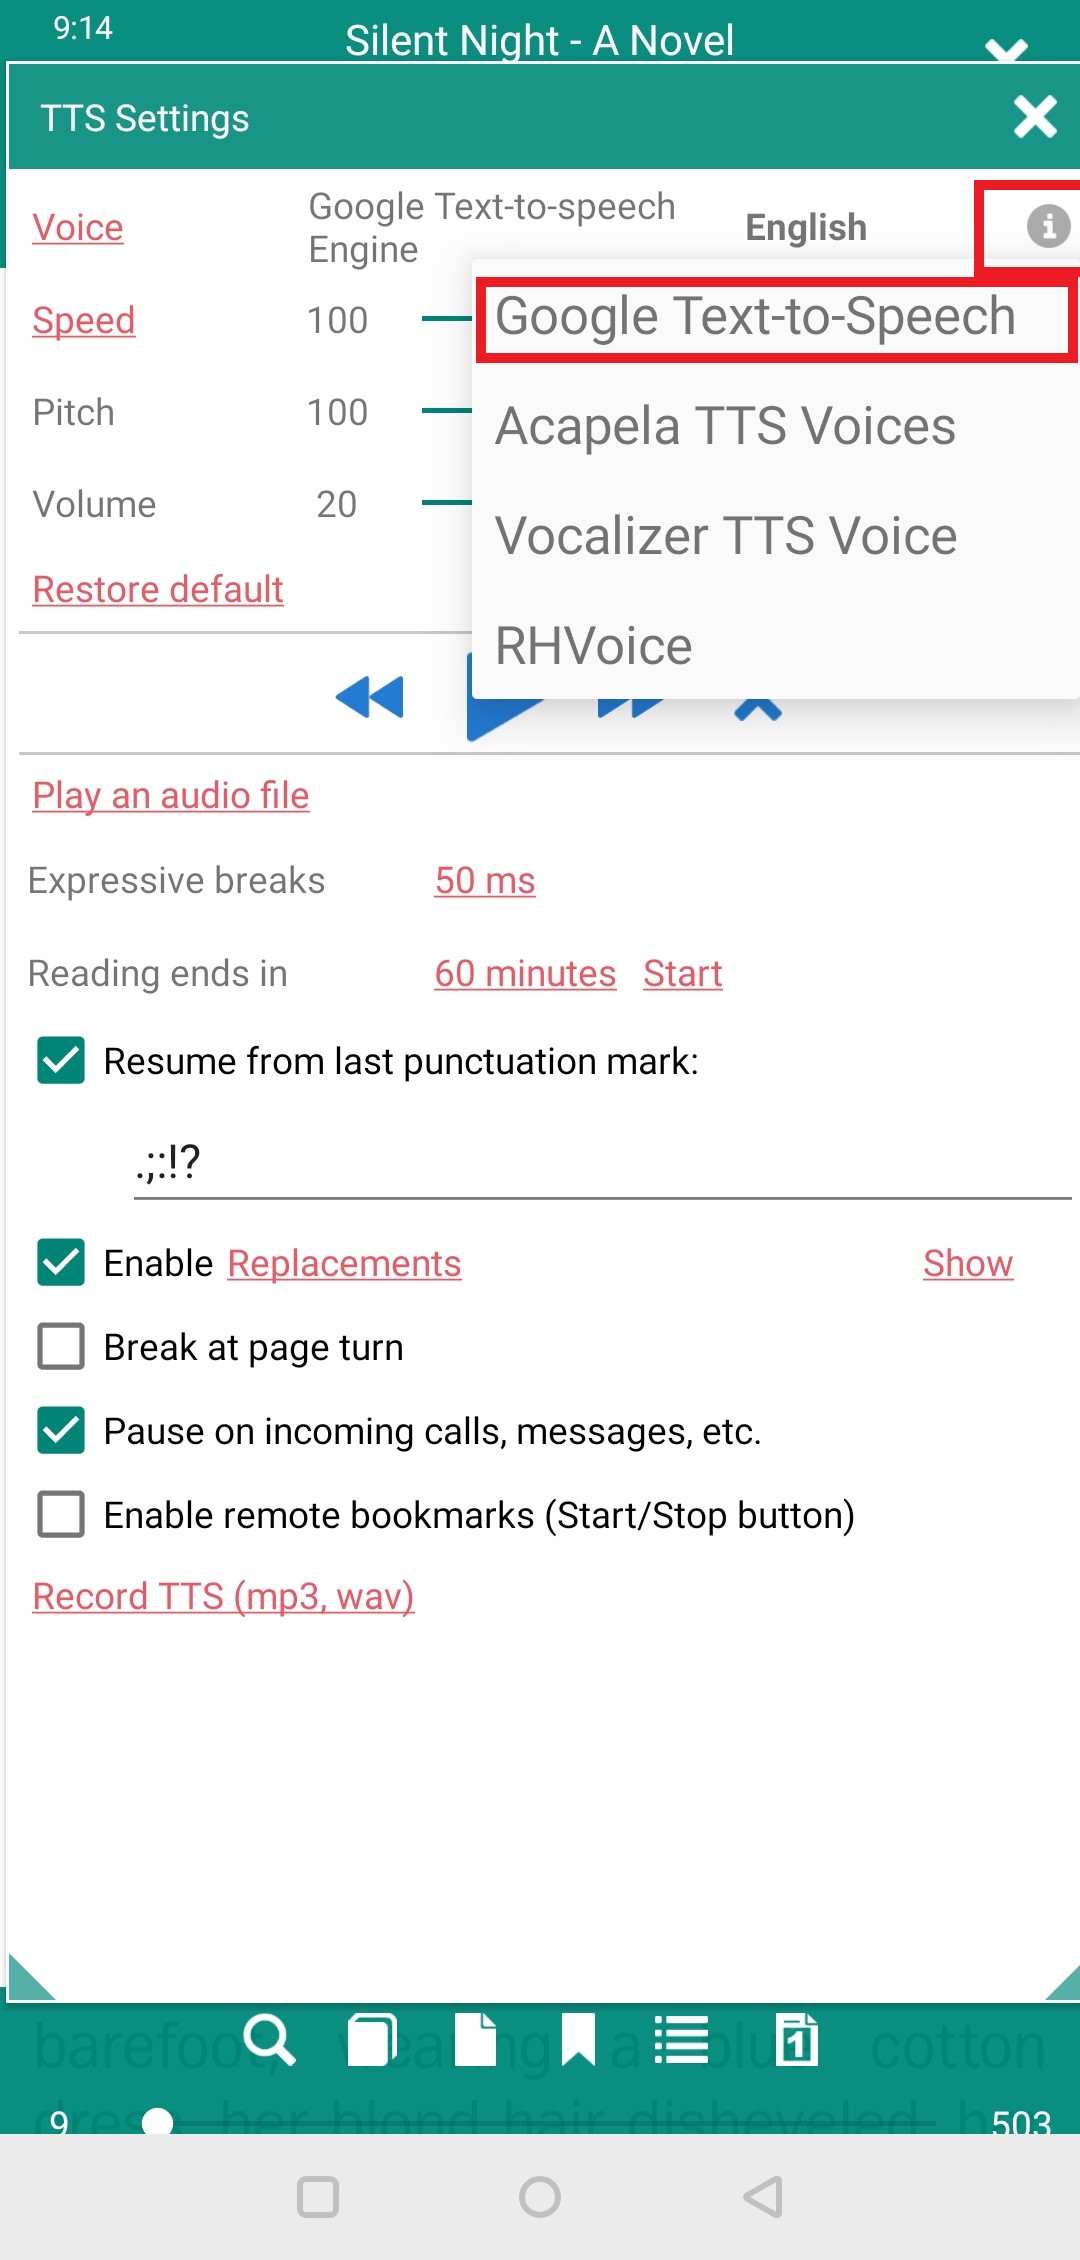 9:14
Silent Night - A Novel
TTS Settings
Voice
Google Text-to-speech
Engine
English
Google Text-to-Speech
Speed
100
Acapela TTS Voices
Pitch
100
Vocalizer TTS Voice
Volume
20
RHVoice
Restore default
Play an audio file
Expressive breaks
50 ms
Reading ends in
60 minutes Start
Resume from last punctuation mark:
.,;:!?
Enable Replacements
Show
Break at page turn
Pause on incoming calls, messages, etc.
Enable remote bookmarks (Start/Stop button)
Record TTS (mp3, wav)
barefoot, wearing a blue cotton
1
dress, her blond hair disheveled
9
503